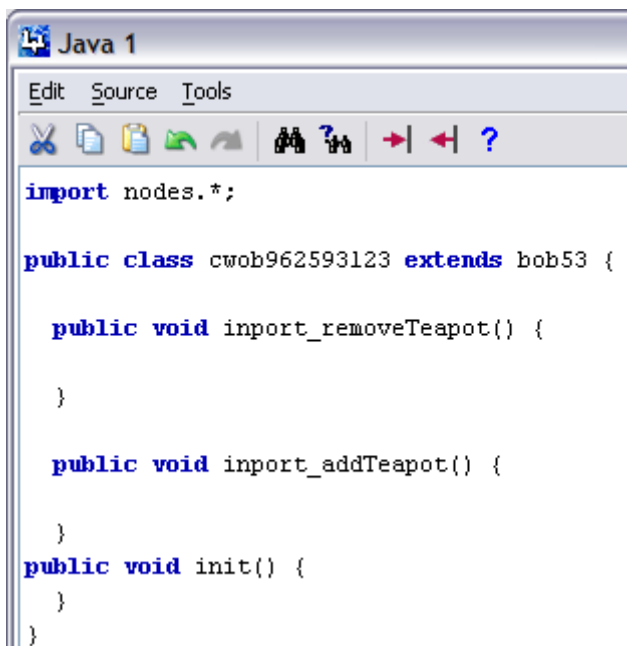 Java 1
Edit Source Tools
?
import nodes.*;
public class cwob962593123 extends bob53 {
public void inport_removeTeapot() {
}
public void inport_addTeapot() {
}
public void init() {
}
}